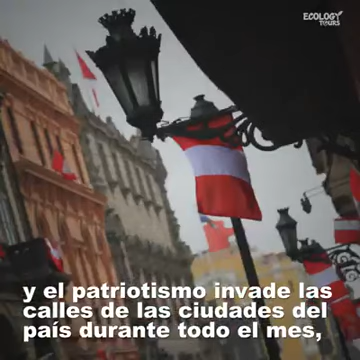 ECOLOGY
TOURS
y el patriotismo invade las
calles de las ciudades del
país durante todo el mes,